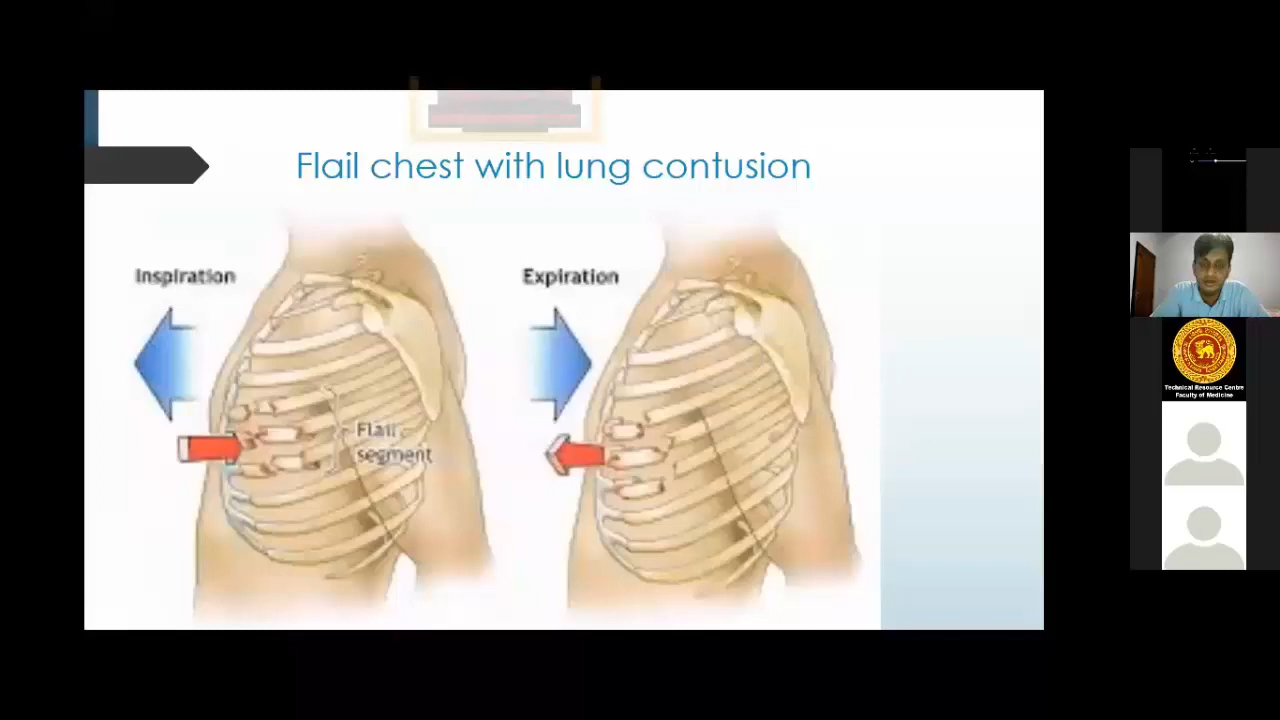 Flail chest with lung contusion
Inspiration
Expiration
Flail
segment
Technical Resource Centre
Faculty of Medicine